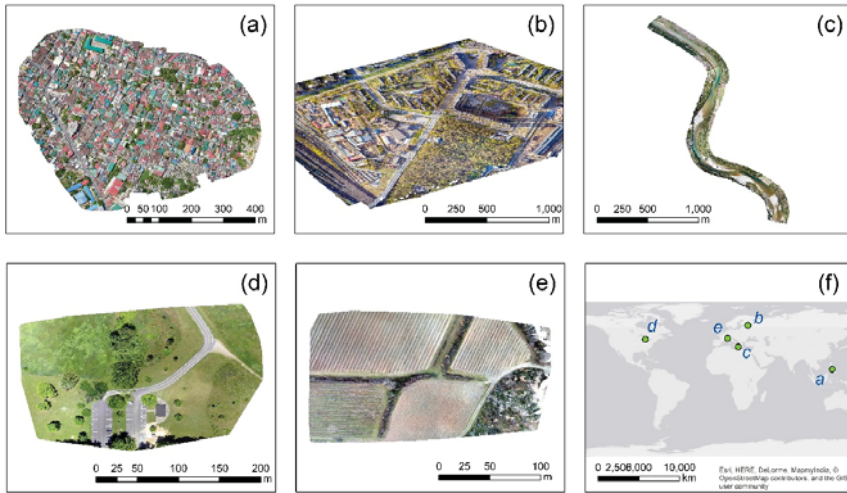 (a)
0 50 100 200 300 400
m
(b)
0 250 500 1,000
m
(c)
0 250 500 1,000
m
(d)
0 25 50 100 150 200
m
(e)
0 25 50 100
m
(f)
d
e
b
c
a
0 2,500 5,000 10,000
km
Esri, HERE, DeLorme, MapmyIndia, ©
OpenStreetMap contributors, and the GIS
user community